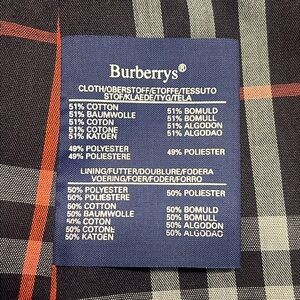 Burberrys®
CLOTH/OBERSTOFF/ETOFFE/TESSUTO
STOF/KLAEDE/TYG/TELA
51% COTTON
51% BAUMWOLLE 51% BOMULD
51% COTON 51% BOMULL
51% COTONE 51% ALGODON
51% KATOEN 51% ALGODAO
49% POLYESTER 49% POLIESTER
49% POLIESTERE
LINING/FUTTER/DOUBLURE/FODERA
VOERING/FOER/FODER/FORRO
50% POLYESTER 50% POLIESTER
50% POLIESTERE
50% COTTON 50% BOMULD
50% BAUMWOLLE 50% BOMULL
50% COTON 50% ALGODON
50% COTONE 50% ALGODAO
50% KATOEN